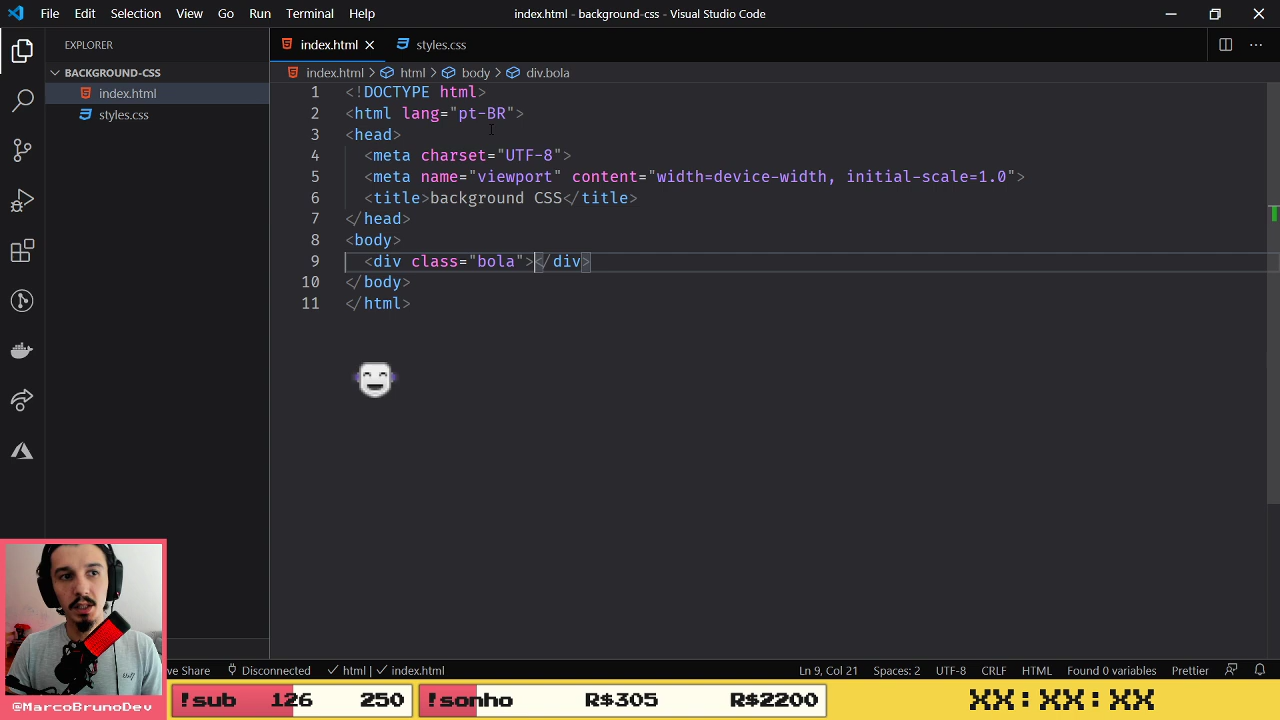 File Edit Selection View Go Run Terminal Help
index.html - background-css - Visual Studio Code
EXPLORER
BACKGROUND-CSS
index.html
styles.css
index.html
styles.css
index.html > html > body > div.bola
1 <!DOCTYPE html>
2 <html lang="pt-BR">
3 <head>
4 <meta charset="UTF-8">
5 <meta name="viewport" content="width=device-width, initial-scale=1.0">
6 <title>background CSS</title>
7 </head>
8 <body>
9 <div class="bola"></div>
10 </body>
11 </html>
ve Share Disconnected html | index.html
Ln 9, Col 21 Spaces: 2 UTF-8 CRLF HTML Found 0 variables Prettier
@MarcoBrunoDev
!sub 126 250
!sonho R$305 R$2200
XX:XX:XX